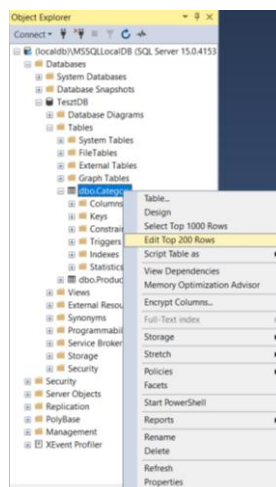 Object Explorer
Connect
(localdb)\MSSQLLocalDB (SQL Server 15.0.4153
Databases
System Databases
Database Snapshots
TesztDB
Database Diagrams
Tables
System Tables
FileTables
External Tables
Graph Tables
dbo.Categor
Columns
Keys
Constrain
Triggers
Indexes
Statistics
dbo.Produc
Views
External Resou
Synonyms
Programmabil
Service Broker
Storage
Security
Security
Server Objects
Replication
PolyBase
Management
XEvent Profiler
Table...
Design
Select Top 1000 Rows
Edit Top 200 Rows
Script Table as
View Dependencies
Memory Optimization Advisor
Encrypt Columns...
Full-Text index
Storage
Stretch
Policies
Facets
Start PowerShell
Reports
Rename
Delete
Refresh
Properties